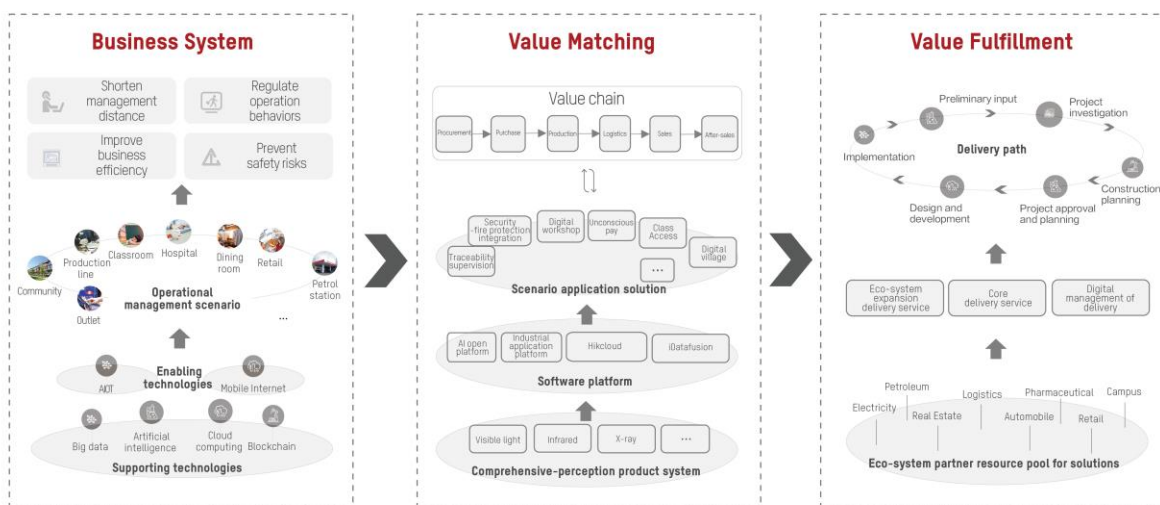 Business System
Shorten
management
distance
Regulate
operation
behaviors
Improve
business
efficiency
Prevent
safety risks
Production
line
Classroom
Hospital
Dining
room
Retail
Community
Petrol
station
Outlet
Operational
management scenario
...
Enabling
technologies
AIOT
Mobile Internet
Big data
Artificial
intelligence
Cloud
computing
Blockchain
Supporting technologies
Value Matching
Value chain
Procurement
Purchase
Production
Logistics
Sales
After-sales
Security
-fire protection
integration
Digital
workshop
Unconscious
pay
Class
Access
Digital
village
Traceability
supervision
...
Scenario application solution
AI open
platform
Industrial
application
platform
Hikcloud
iDatafusion
Software platform
Visible light
Infrared
X-ray
...
Comprehensive-perception product system
Value Fulfillment
Preliminary input
Project
investigation
Implementation
Delivery path
Construction
planning
Design and
development
Project approval
and planning
Eco-system
expansion
delivery service
Core
delivery service
Digital
management of
delivery
Petroleum
Logistics
Pharmaceutical
Campus
Electricity
Real Estate
Automobile
Retail
Eco-system partner resource pool for solutions